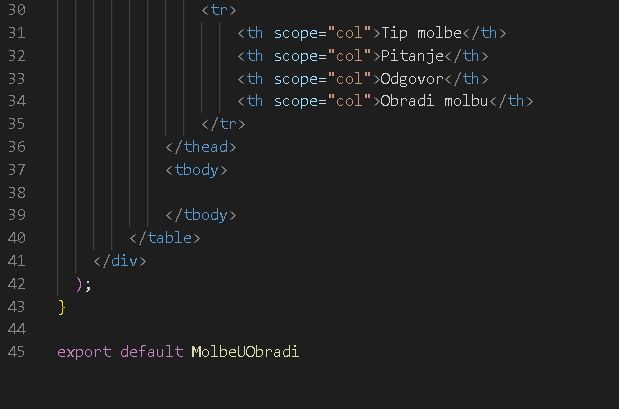 30 <tr>
31 <th scope="col">Tip molbe</th>
32 <th scope="col">Pitanje</th>
33 <th scope="col">Odgovor</th>
34 <th scope="col">Obradi molbu</th>
35 </tr>
36 </thead>
37 <tbody>
38
39 </tbody>
40 </table>
41 </div>
42 );
43 }
44
45 export default MolbeUObradi